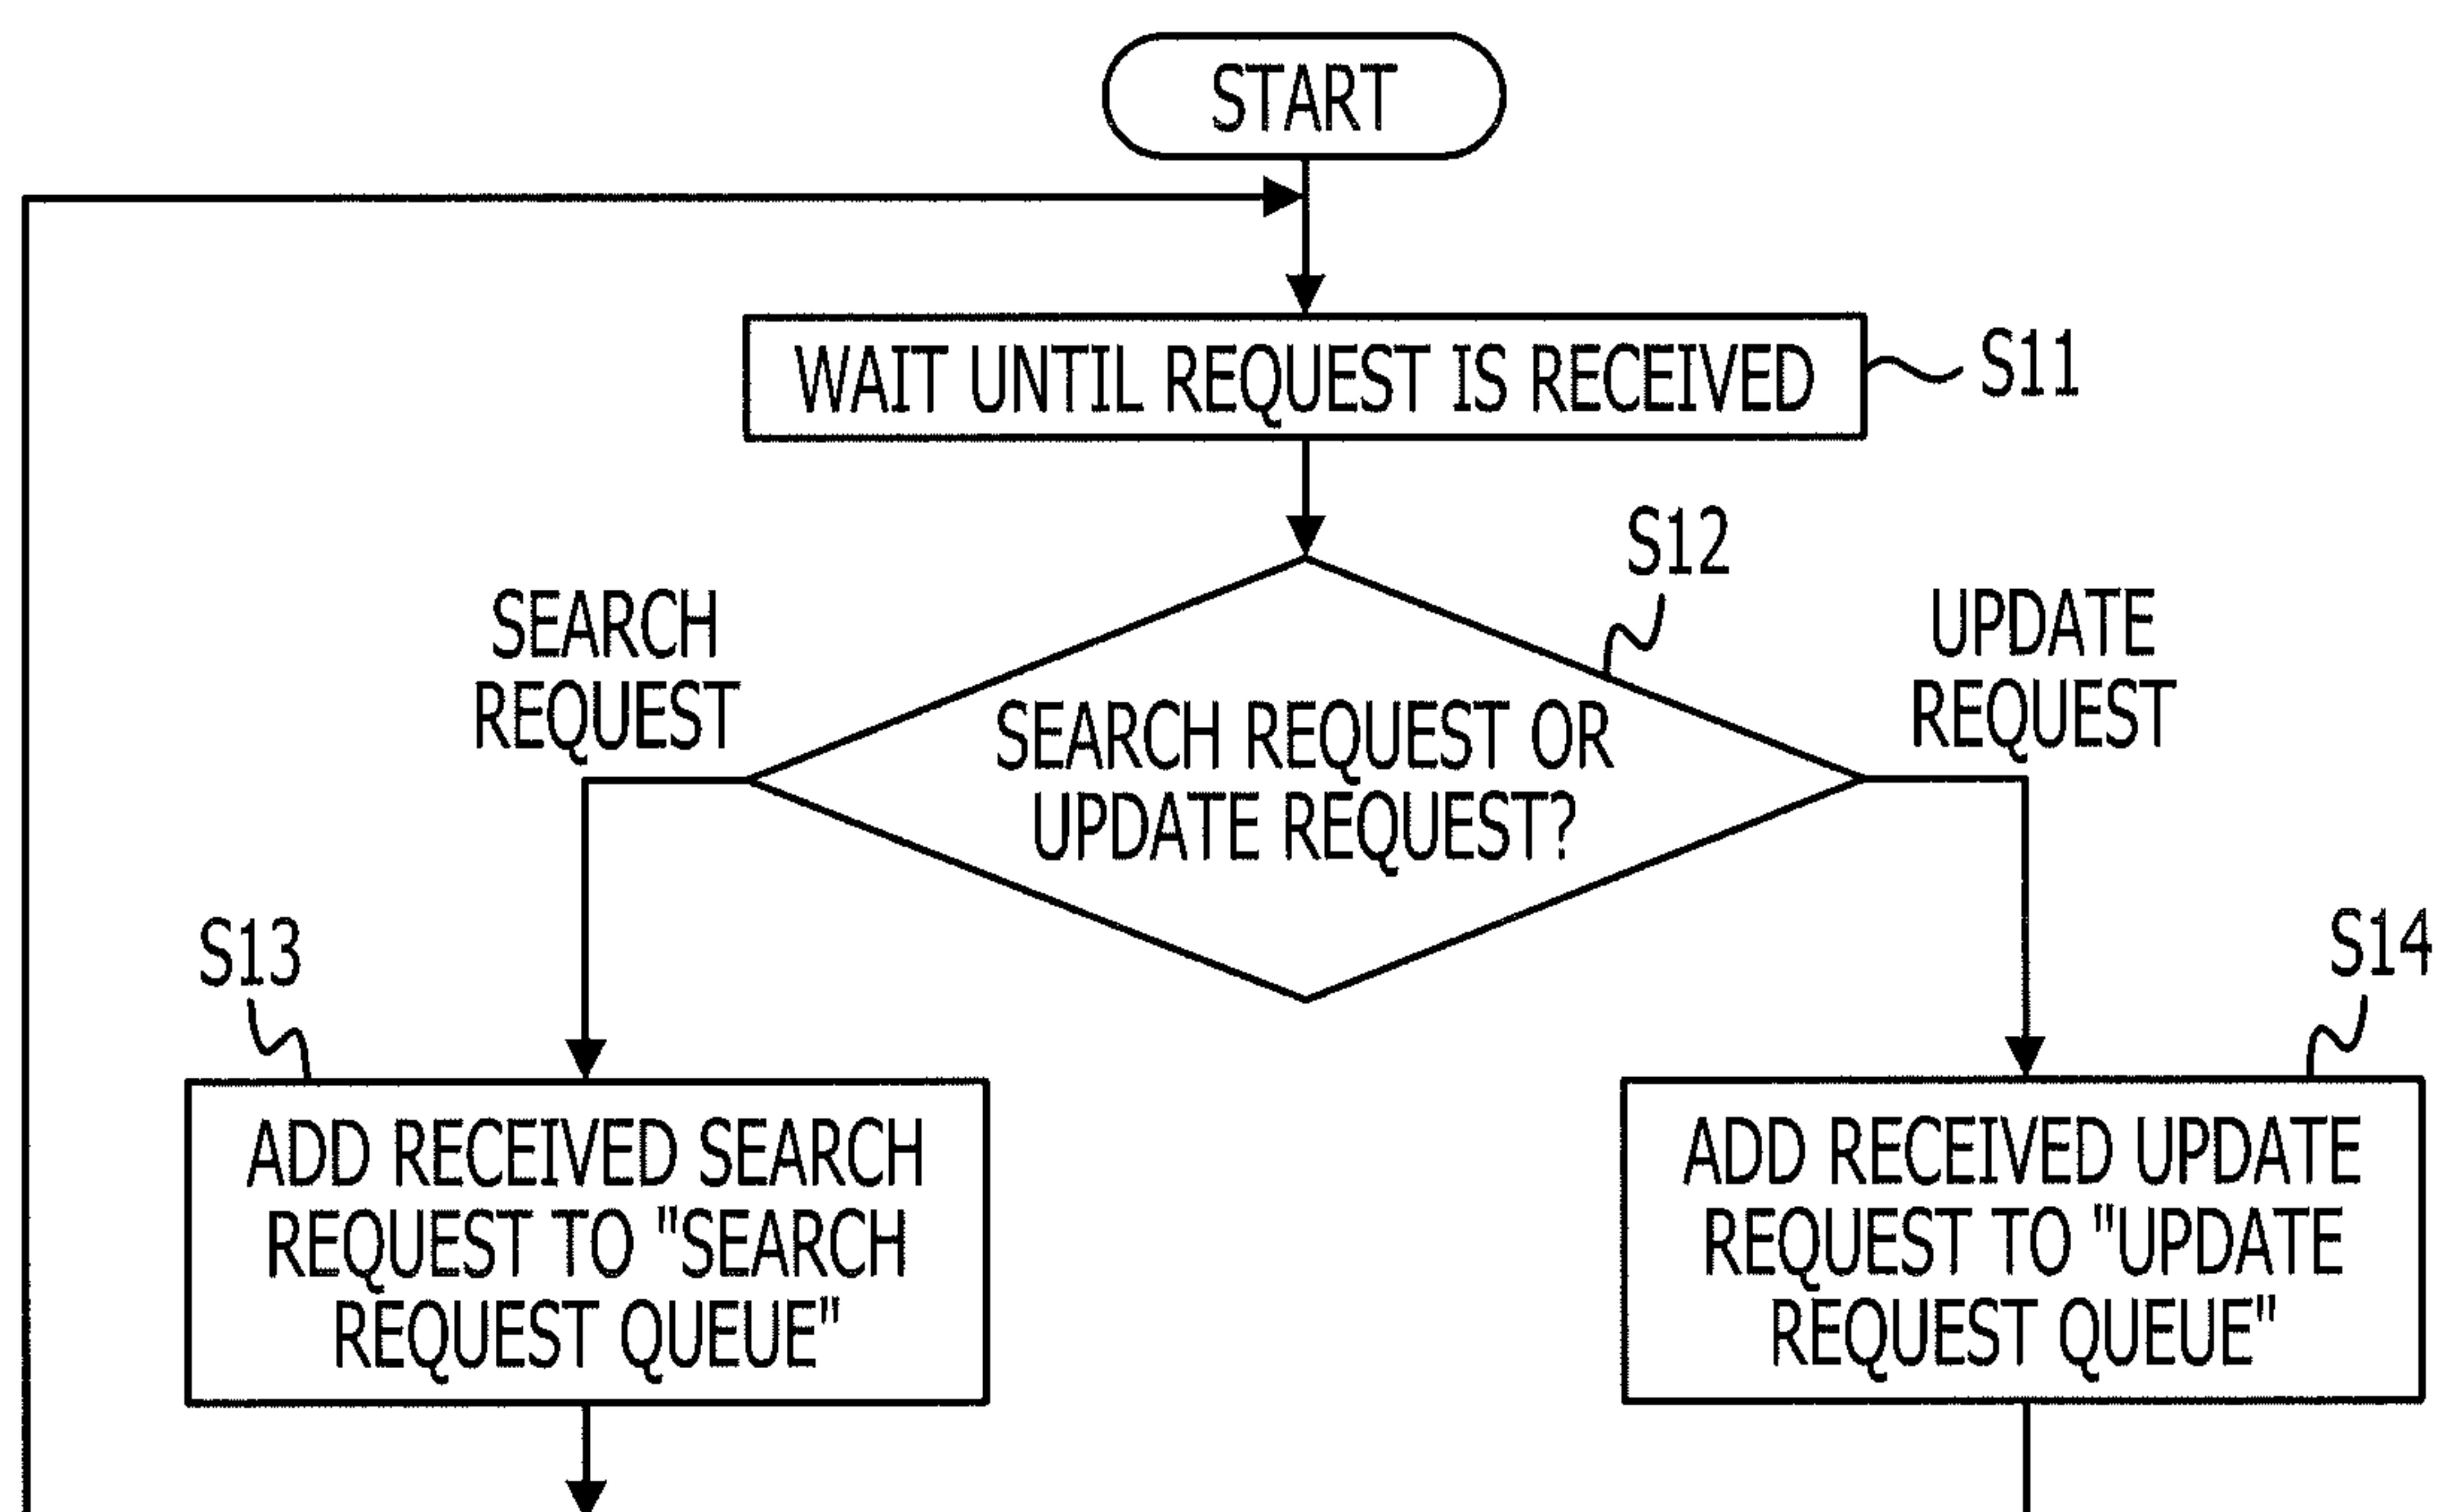 START
WAIT UNTIL REQUEST IS RECEIVED
S11
S12
SEARCH
REQUEST
UPDATE
REQUEST
SEARCH REQUEST OR
UPDATE REQUEST?
S13
S14
ADD RECEIVED SEARCH
REQUEST TO "SEARCH
REQUEST QUEUE"
ADD RECEIVED UPDATE
REQUEST TO "UPDATE
REQUEST QUEUE"